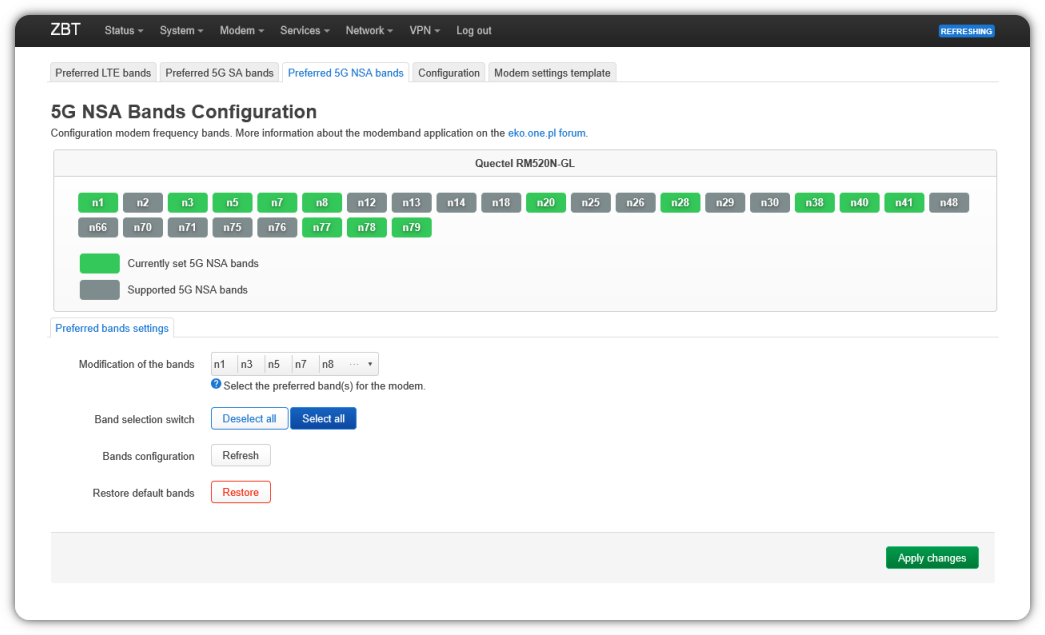 ZBT Status System Modem Services Network VPN Log out REFRESHING
Preferred LTE bands Preferred 5G SA bands Preferred 5G NSA bands Configuration Modem settings template
5G NSA Bands Configuration
Configuration modem frequency bands. More information about the modemband application on the eko.one.pl forum.
Quectel RM520N-GL
n1 n2 n3 n5 n7 n8 n12 n13 n14 n18 n20 n25 n26 n28 n29 n30 n38 n40 n41 n48
n66 n70 n71 n75 n76 n77 n78 n79
Currently set 5G NSA bands
Supported 5G NSA bands
Preferred bands settings
Modification of the bands n1 n3 n5 n7 n8 ...
Select the preferred band(s) for the modem.
Band selection switch Deselect all Select all
Bands configuration Refresh
Restore default bands Restore
Apply changes